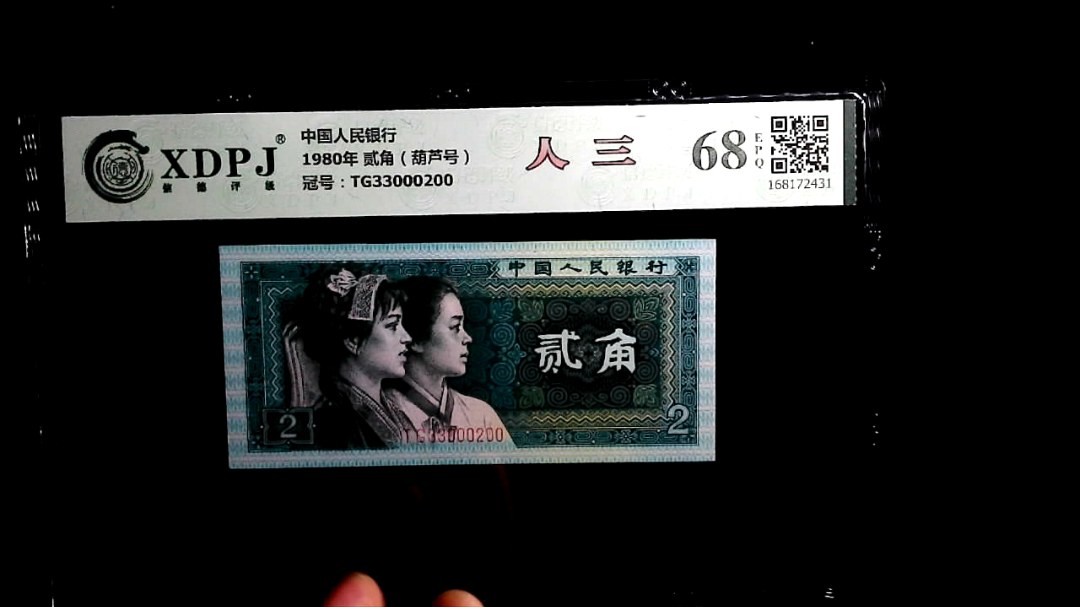 XDPJ®
信德评级
中国人民银行
1980年 贰角（葫芦号）
冠号：TG33000200
人三
68
EPQ
168172431
中国人民银行
贰角
2
2
TG33000200